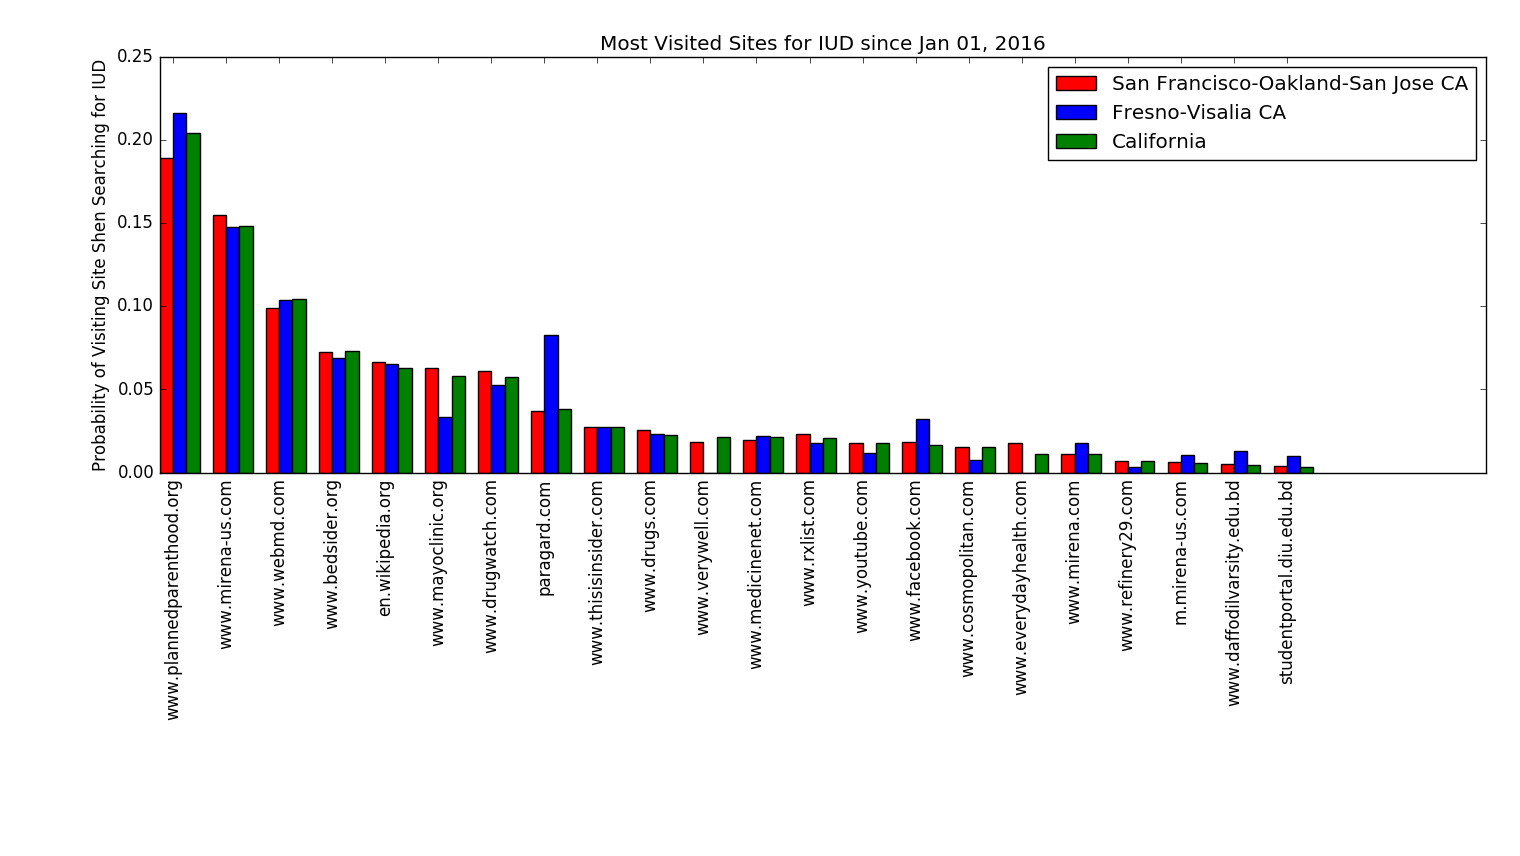 Most Visited Sites for IUD since Jan 01, 2016
Probability of Visiting Site Shen Searching for IUD
0.25
0.20
0.15
0.10
0.05
0.00
San Francisco-Oakland-San Jose CA
Fresno-Visalia CA
California
www.plannedparenthood.org
www.mirena-us.com
www.webmd.com
www.bedsider.org
en.wikipedia.org
www.mayoclinic.org
www.drugwatch.com
paragard.com
www.thisisinsider.com
www.drugs.com
www.verywell.com
www.medicinenet.com
www.rxlist.com
www.youtube.com
www.facebook.com
www.cosmopolitan.com
www.everydayhealth.com
www.mirena.com
www.refinery29.com
m.mirena-us.com
www.daffodilvarsity.edu.bd
studentportal.diu.edu.bd